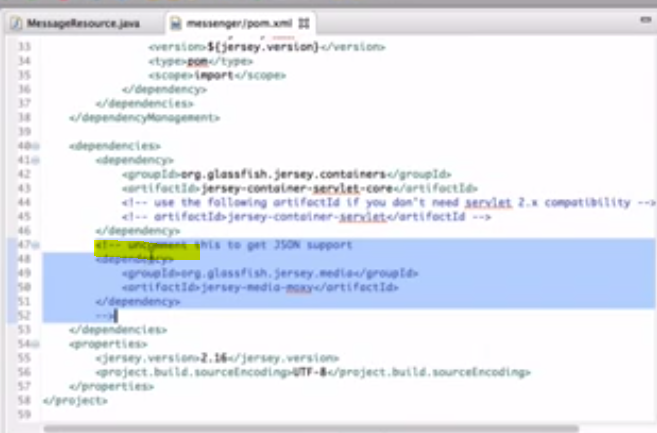 MessageResource.java messenger/pom.xml
33 <version>${jersey.version}</version>
34 <type>pom</type>
35 <scope>import</scope>
36 </dependency>
37 </dependencies>
38 </dependencyManagement>
39
40 <dependencies>
41 <dependency>
42 <groupId>org.glassfish.jersey.containers</groupId>
43 <artifactId>jersey-container-servlet-core</artifactId>
44 <!-- use the following artifactId if you don't need servlet 2.x compatibility -->
45 <!-- artifactId>jersey-container-servlet</artifactId -->
46 </dependency>
47 <!-- uncomment this to get JSON support
48 <dependency>
49 <groupId>org.glassfish.jersey.media</groupId>
50 <artifactId>jersey-media-moxy</artifactId>
51 </dependency>
52 -->
53 </dependencies>
54 <properties>
55 <jersey.version>2.16</jersey.version>
56 <project.build.sourceEncoding>UTF-8</project.build.sourceEncoding>
57 </properties>
58 </project>
59